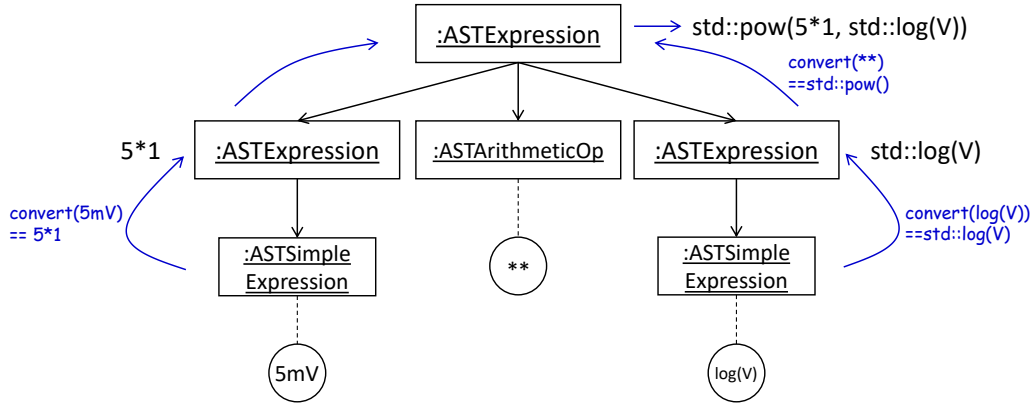 :ASTExpression
std::pow(5*1, std::log(V))
convert(**)
==std::pow()
5*1
:ASTExpression
:ASTArithmeticOp
:ASTExpression
std::log(V)
convert(5mV)
== 5*1
convert(log(V))
==std::log(V)
:ASTSimple
Expression
**
:ASTSimple
Expression
5mV
log(V)